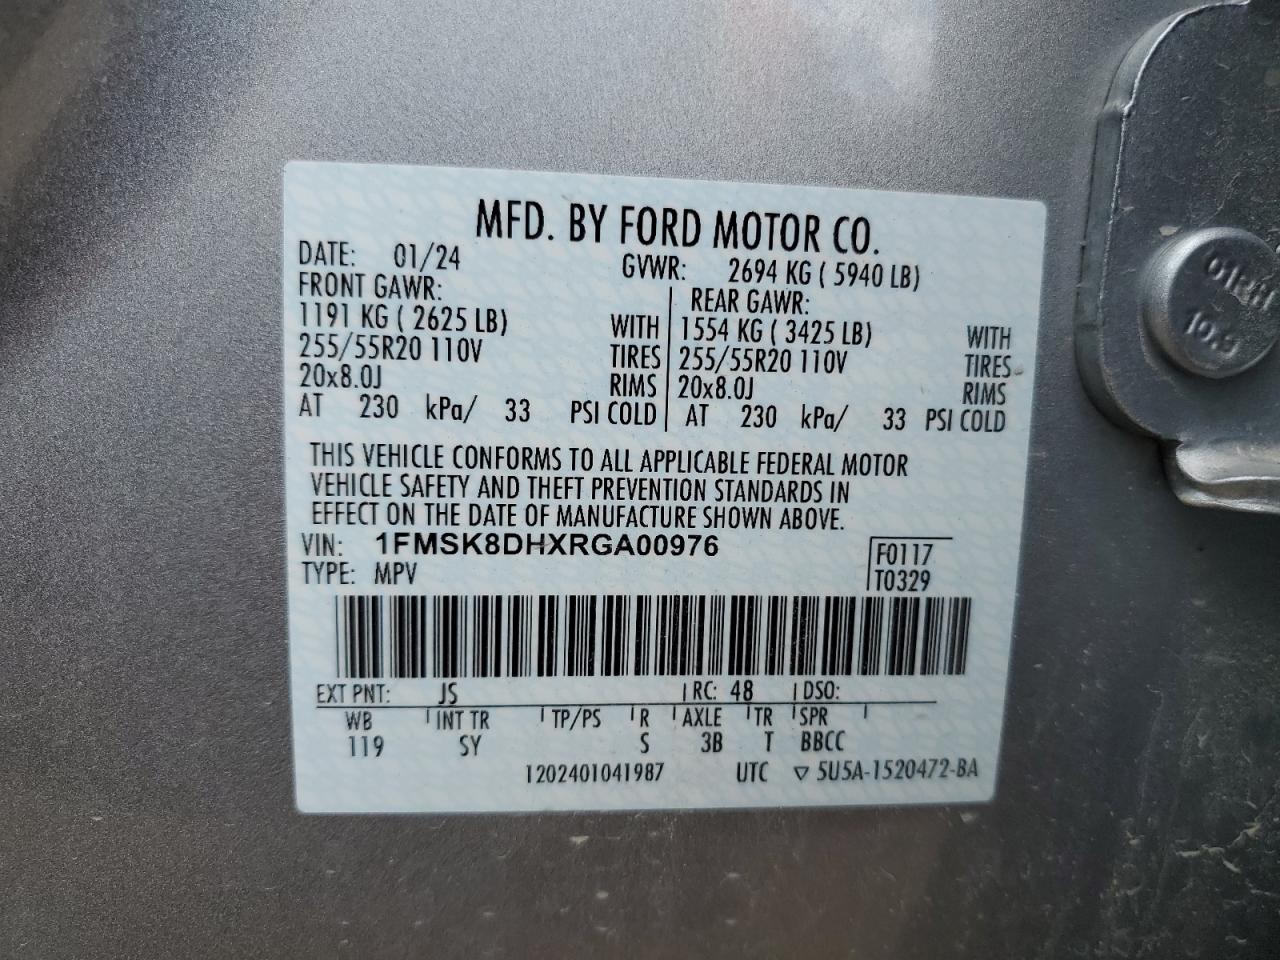 MFD. BY FORD MOTOR CO.
DATE: 01/24 GVWR: 2694 KG ( 5940 LB)
FRONT GAWR: REAR GAWR:
1191 KG ( 2625 LB) WITH 1554 KG ( 3425 LB) WITH
255/55R20 110V TIRES 255/55R20 110V TIRES
20x8.0J RIMS 20x8.0J RIMS
AT 230 kPa/ 33 PSI COLD AT 230 kPa/ 33 PSI COLD
THIS VEHICLE CONFORMS TO ALL APPLICABLE FEDERAL MOTOR
VEHICLE SAFETY AND THEFT PREVENTION STANDARDS IN
EFFECT ON THE DATE OF MANUFACTURE SHOWN ABOVE.
VIN: 1FMSK8DHXRGA00976 F0117
TYPE: MPV T0329
EXT PNT: JS RC: 48 DSO:
WB INT TR TP/PS R AXLE TR SPR
119 SY S 3B T BBCC
1202401041987 UTC ▽ 5U5A-1520472-BA
10.9